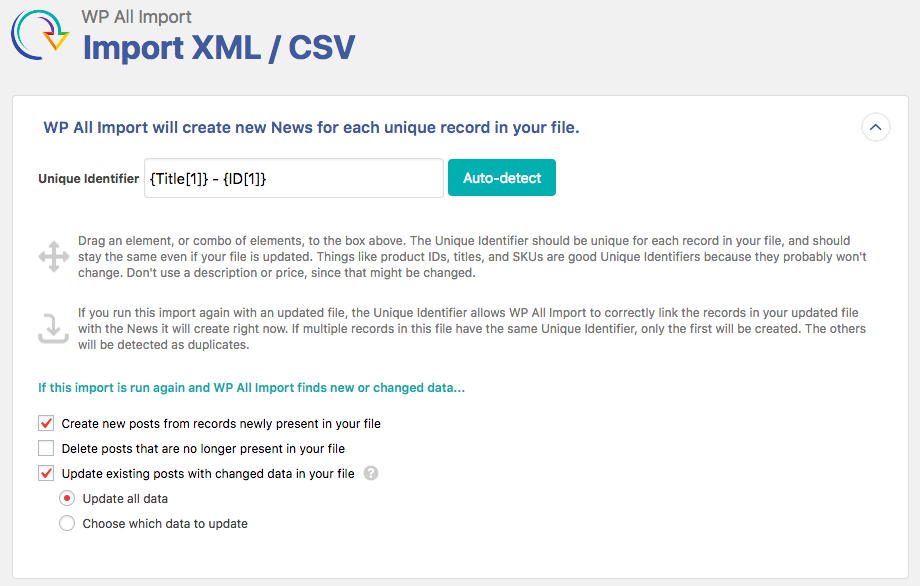 WP All Import
Import XML / CSV
WP All Import will create new News for each unique record in your file.
Unique Identifier {Title[1]} - {ID[1]} Auto-detect
Drag an element, or combo of elements, to the box above. The Unique Identifier should be unique for each record in your file, and should
stay the same even if your file is updated. Things like product IDs, titles, and SKUs are good Unique Identifiers because they probably won't
change. Don't use a description or price, since that might be changed.
If you run this import again with an updated file, the Unique Identifier allows WP All Import to correctly link the records in your updated file
with the News it will create right now. If multiple records in this file have the same Unique Identifier, only the first will be created. The others
will be detected as duplicates.
If this import is run again and WP All Import finds new or changed data...
Create new posts from records newly present in your file
Delete posts that are no longer present in your file
Update existing posts with changed data in your file ?
Update all data
Choose which data to update